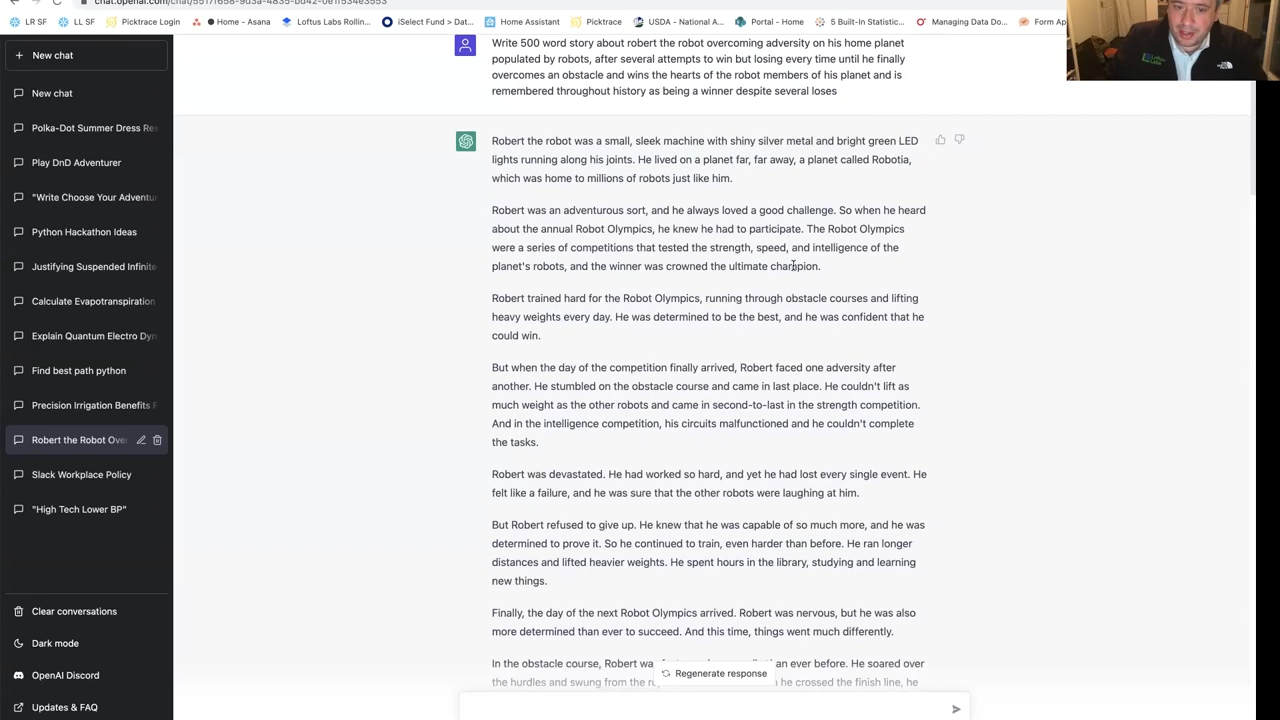 chat.openai.com/chat/
LR SF
LL SF
Picktrace Login
Home - Asana
Loftus Labs Rollin...
iSelect Fund > Dat...
Home Assistant
Picktrace
USDA - National A...
Portal - Home
5 Built-In Statistic...
Managing Data Do...
Form Ap
New chat
New chat
Polka-Dot Summer Dress Res
Play DnD Adventurer
"Write Choose Your Adventu
Python Hackathon Ideas
Justifying Suspended Infinite
Calculate Evapotranspiration
Explain Quantum Electro Dyn
Find best path python
Precision Irrigation Benefits F
Robert the Robot Over
Slack Workplace Policy
"High Tech Lower BP"
Clear conversations
Dark mode
OpenAI Discord
Updates & FAQ
Write 500 word story about robert the robot overcoming adversity on his home planet
populated by robots, after several attempts to win but losing every time until he finally
overcomes an obstacle and wins the hearts of the robot members of his planet and is
remembered throughout history as being a winner despite several loses
Robert the robot was a small, sleek machine with shiny silver metal and bright green LED
lights running along his joints. He lived on a planet far, far away, a planet called Robotia,
which was home to millions of robots just like him.
Robert was an adventurous sort, and he always loved a good challenge. So when he heard
about the annual Robot Olympics, he knew he had to participate. The Robot Olympics
were a series of competitions that tested the strength, speed, and intelligence of the
planet's robots, and the winner was crowned the ultimate champion.
Robert trained hard for the Robot Olympics, running through obstacle courses and lifting
heavy weights every day. He was determined to be the best, and he was confident that he
could win.
But when the day of the competition finally arrived, Robert faced one adversity after
another. He stumbled on the obstacle course and came in last place. He couldn't lift as
much weight as the other robots and came in second-to-last in the strength competition.
And in the intelligence competition, his circuits malfunctioned and he couldn't complete
the tasks.
Robert was devastated. He had worked so hard, and yet he had lost every single event. He
felt like a failure, and he was sure that the other robots were laughing at him.
But Robert refused to give up. He knew that he was capable of so much more, and he was
determined to prove it. So he continued to train, even harder than before. He ran longer
distances and lifted heavier weights. He spent hours in the library, studying and learning
new things.
Finally, the day of the next Robot Olympics arrived. Robert was nervous, but he was also
more determined than ever to succeed. And this time, things went much differently.
In the obstacle course, Robert wa an ever before. He soared over
the hurdles and swung from the he crossed the finish line, he
Regenerate response
THE NORTH FACE